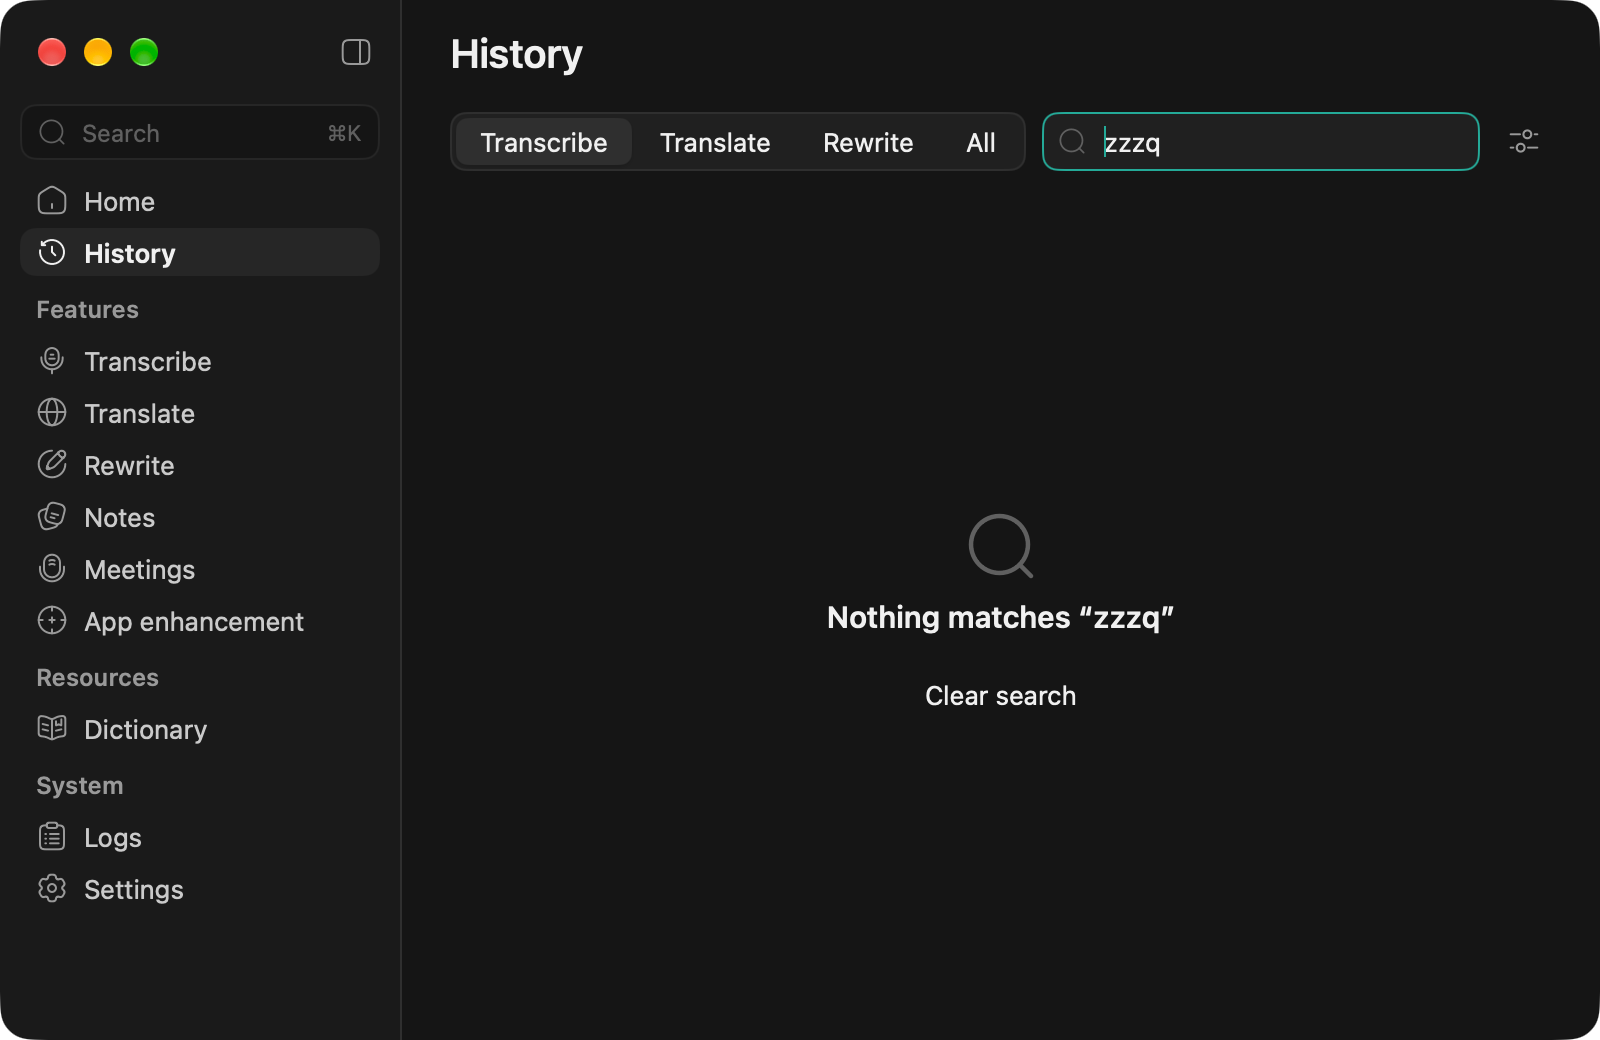 Search ⌘K
Home
History
Features
Transcribe
Translate
Rewrite
Notes
Meetings
App enhancement
Resources
Dictionary
System
Logs
Settings
History
Transcribe Translate Rewrite All
zzzq
Nothing matches “zzzq”
Clear search